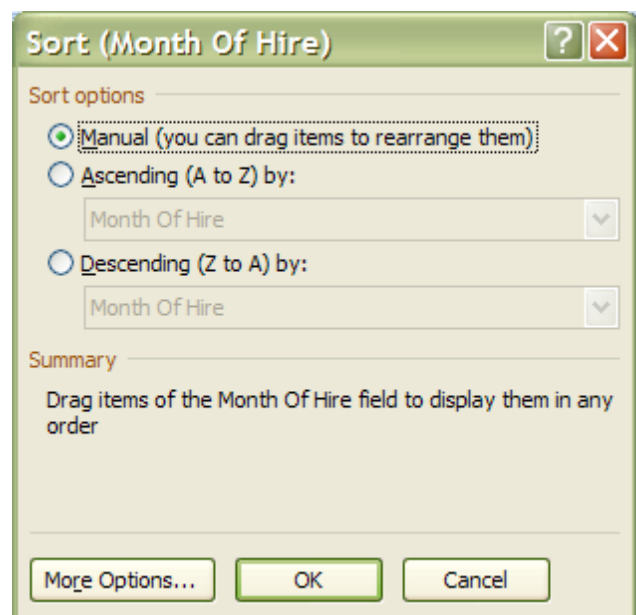 Sort (Month Of Hire)
Sort options
Manual (you can drag items to rearrange them)
Ascending (A to Z) by:
Month Of Hire
Descending (Z to A) by:
Month Of Hire
Summary
Drag items of the Month Of Hire field to display them in any
order
More Options... OK Cancel